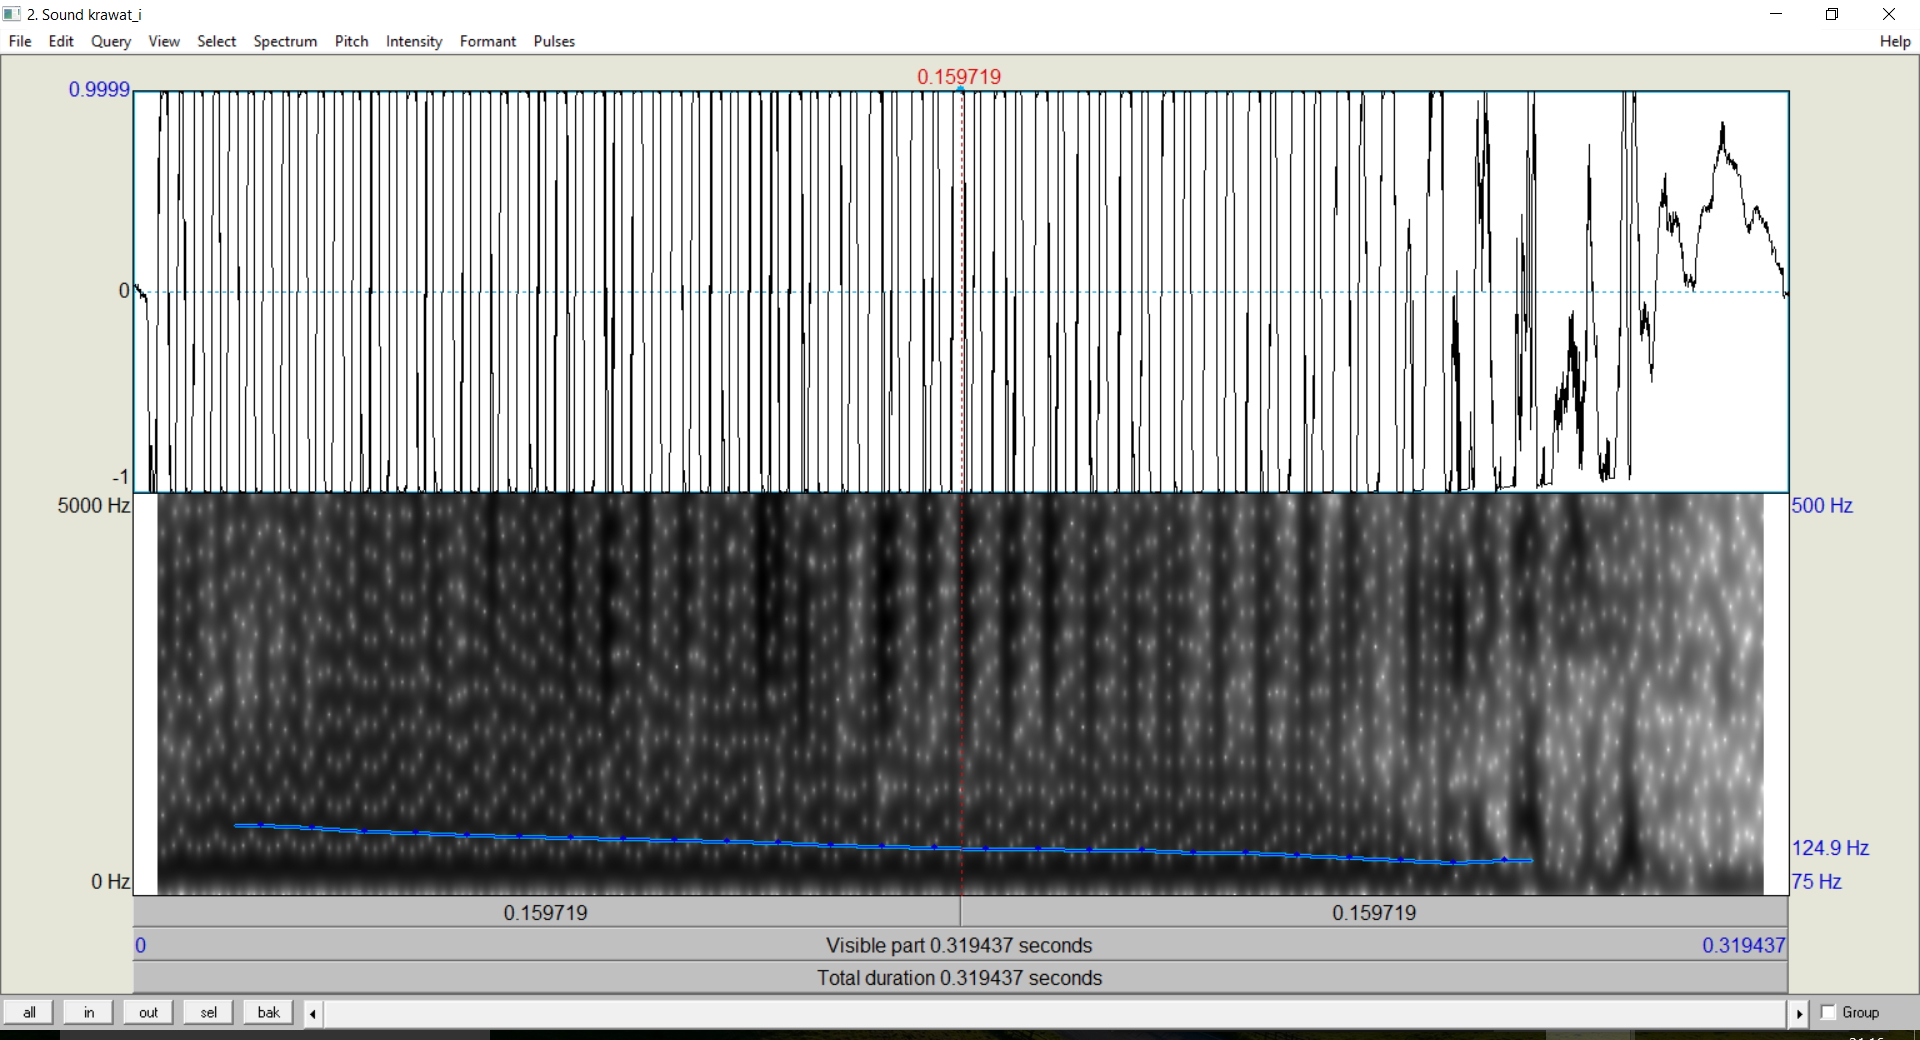 2. Sound krawat_i
File Edit Query View Select Spectrum Pitch Intensity Formant Pulses Help
0.159719
0.9999
0
-1
5000 Hz 500 Hz
124.9 Hz
0 Hz 75 Hz
0.159719 0.159719
0 Visible part 0.319437 seconds 0.319437
Total duration 0.319437 seconds
all in out sel bak Group